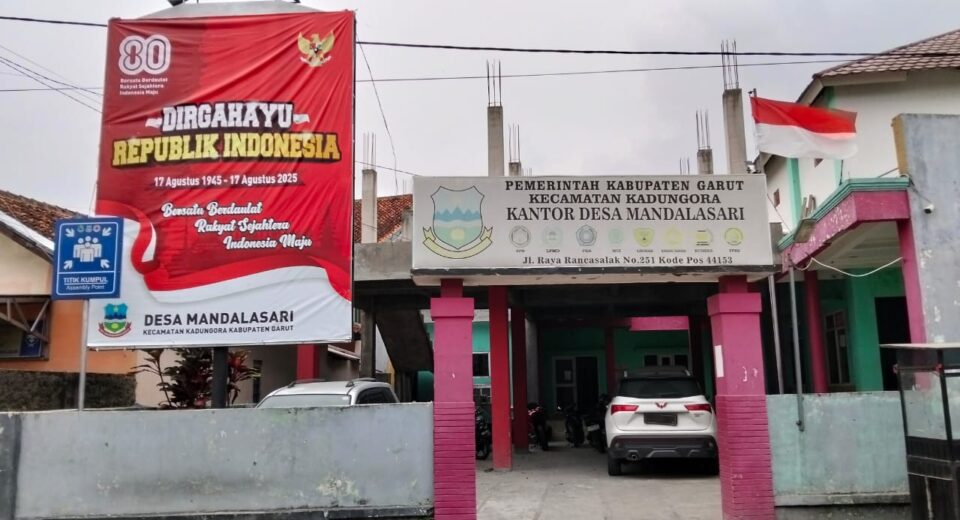 80
Bersatu Berdaulat
Rakyat Sejahtera
Indonesia Maju
DIRGAHAYU
REPUBLIK INDONESIA
17 Agustus 1945 - 17 Agustus 2025
Bersatu Berdaulat
Rakyat Sejahtera
Indonesia Maju
DESA MANDALASARI
KECAMATAN KADUNGORA KABUPATEN GARUT
TITIK KUMPUL
Assembly Point
PEMERINTAH KABUPATEN GARUT
KECAMATAN KADUNGORA
KANTOR DESA MANDALASARI
Jl. Raya Rancasalak No.251 Kode Pos 44153